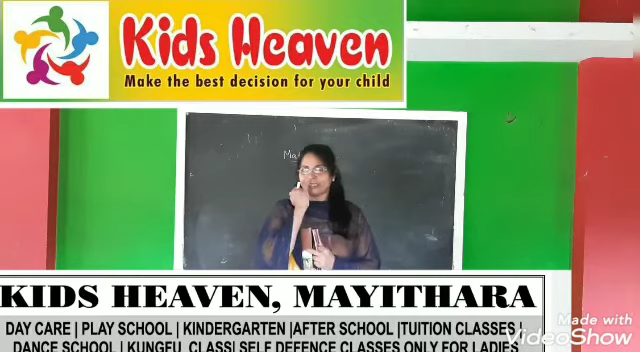 Kids Heaven
Make the best decision for your child
KIDS HEAVEN, MAYITHARA
DAY CARE | PLAY SCHOOL | KINDERGARTEN |AFTER SCHOOL |TUITION CLASSES |
DANCE SCHOOL | KUNGFU CLASS| SELF DEFENCE CLASSES ONLY FOR LADIES
Made with
VideoShow